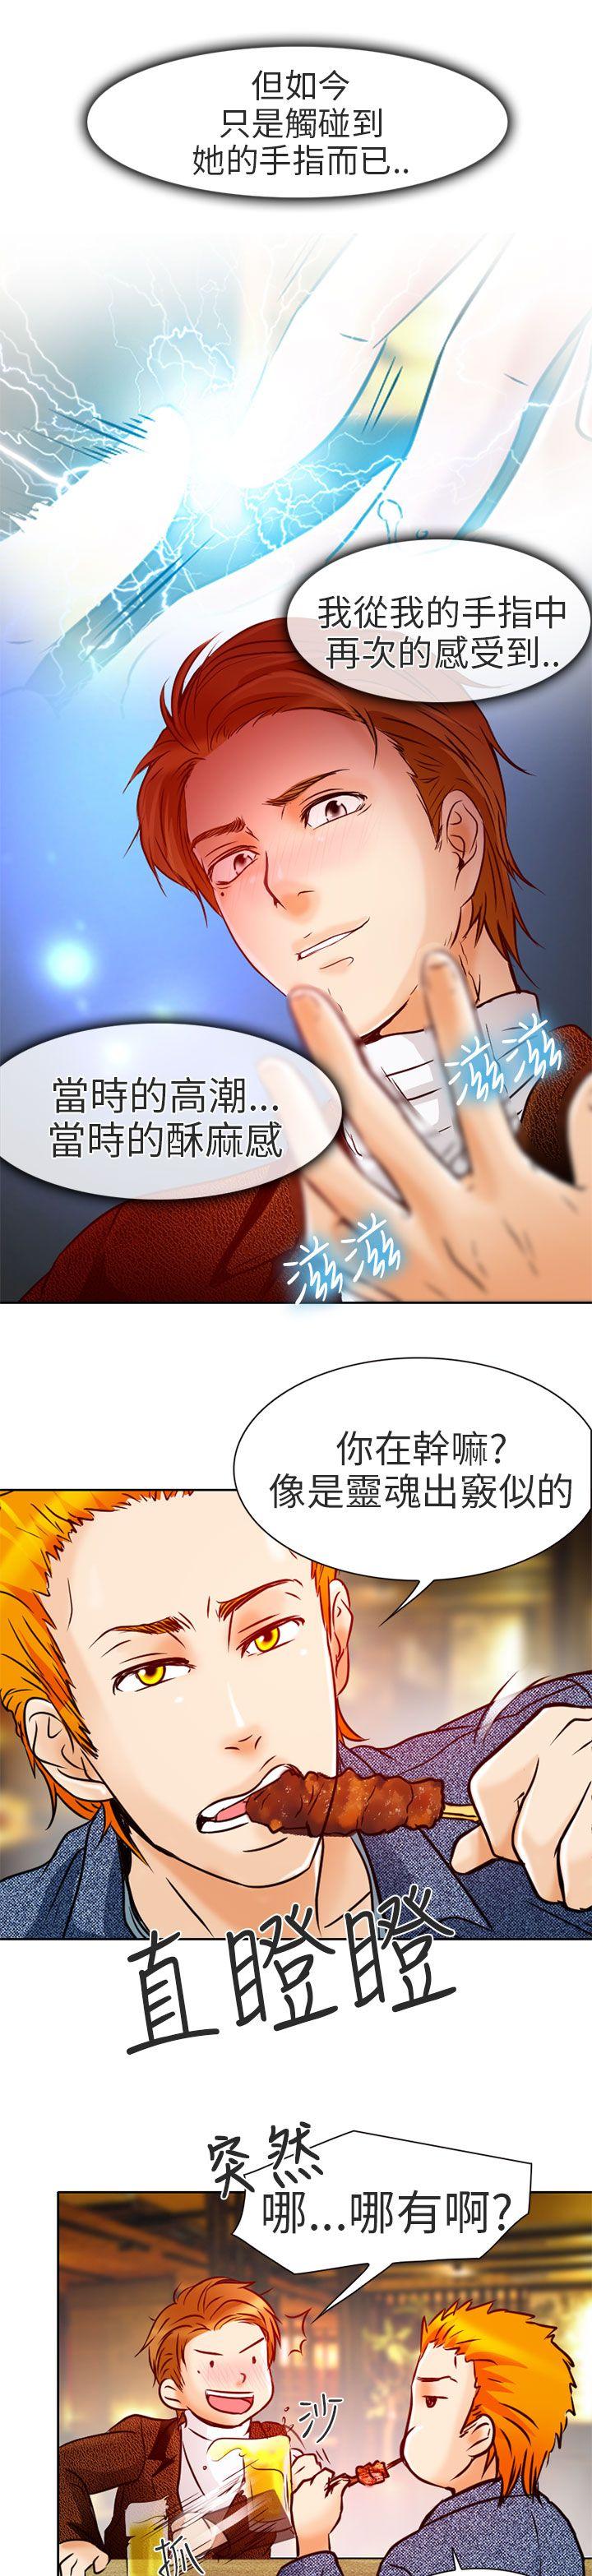 但如今
只是觸碰到
她的手指而已..
我從我的手指中
再次的感受到..
滋滋
當時的高潮...
當時的酥麻感
滋滋
你在幹嘛?
像是靈魂出竅似的
直瞪瞪
突然
哪...哪有啊?
沙
抓